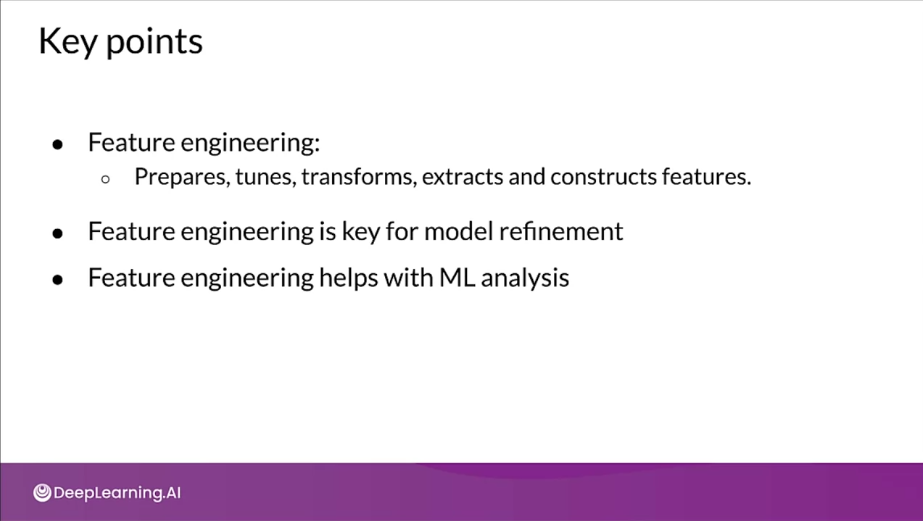 Key points
● Feature engineering:
○ Prepares, tunes, transforms, extracts and constructs features.
● Feature engineering is key for model refinement
● Feature engineering helps with ML analysis
DeepLearning.AI